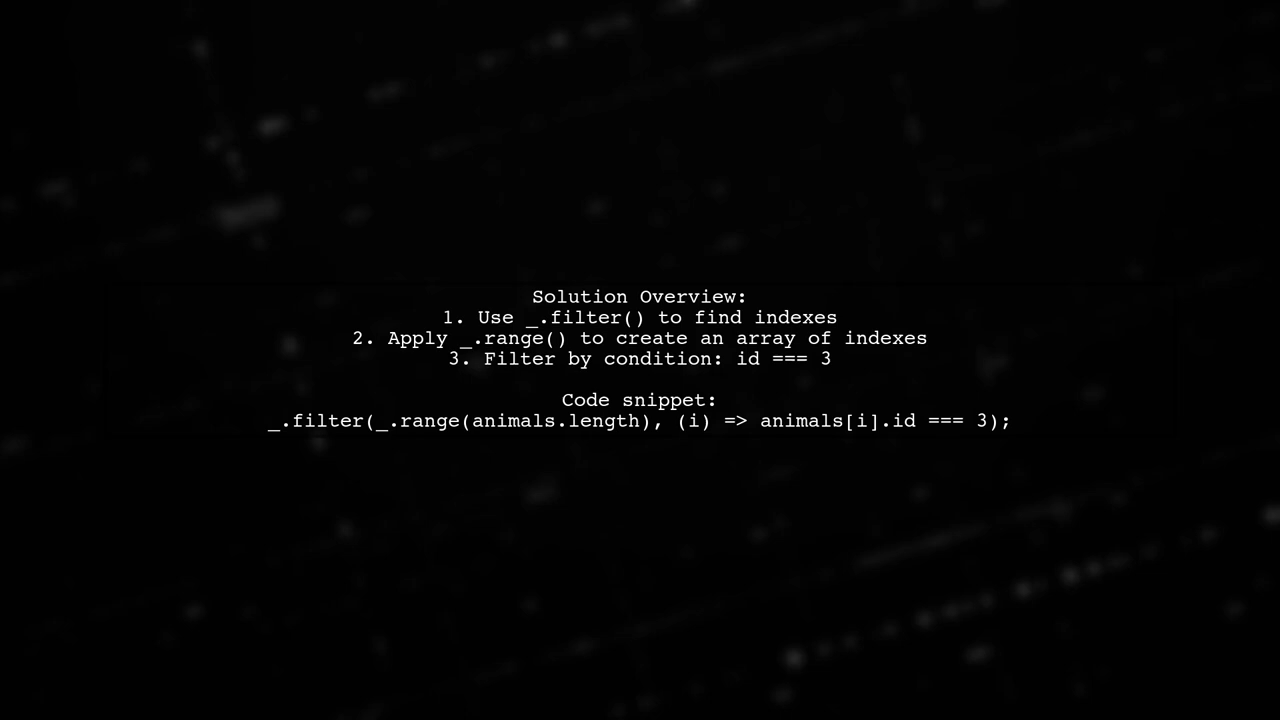 Solution Overview:
1. Use _.filter() to find indexes
2. Apply _.range() to create an array of indexes
3. Filter by condition: id === 3
Code snippet:
_.filter(_.range(animals.length), (i) => animals[i].id === 3);